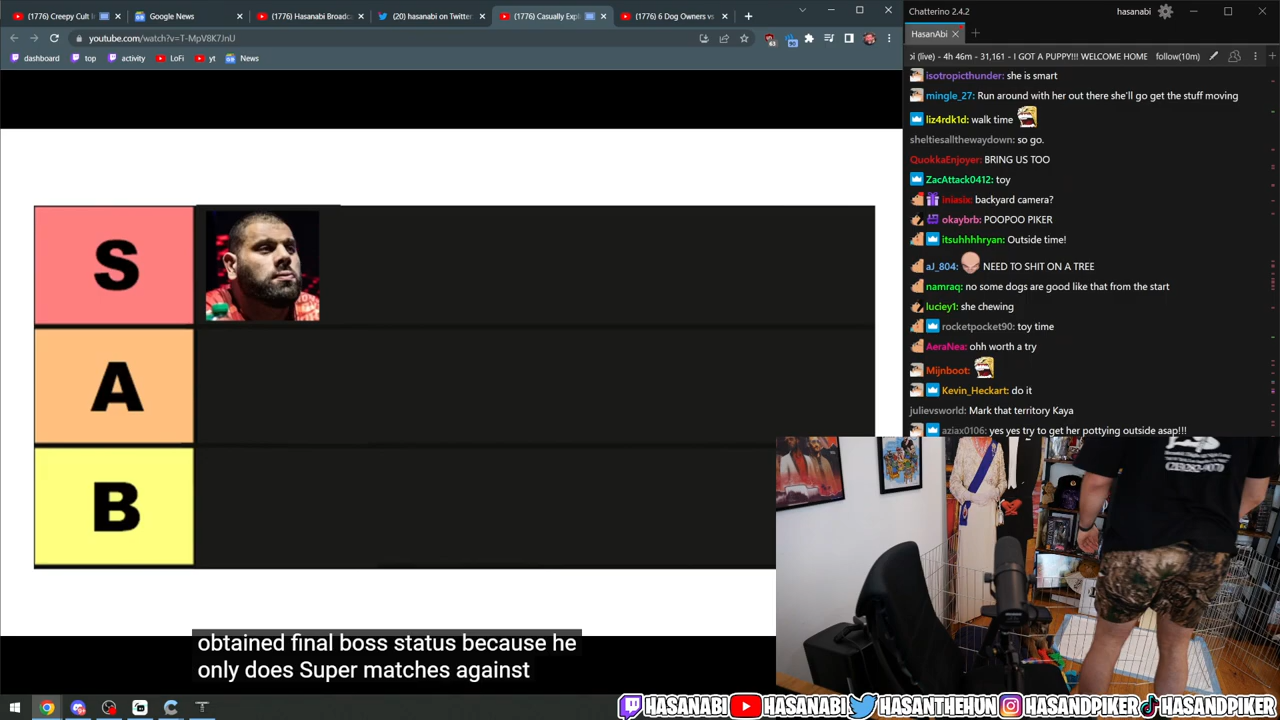 (1776) Creepy Cult I
Google News
(1776) Hasanabi Broadc
(20) hasanabi on Twitter
(1776) Casually Expl
(1776) 6 Dog Owners v
youtube.com/watch?v=T-MpV8K7JnU
dashboard
top
activity
LoFi
yt
News
Chatterino 2.4.2
hasanabi
HasanAbi
(live) - 4h 46m - 31,161 - I GOT A PUPPY!!! WELCOME HOME
follow(10m)
isotropicthunder: she is smart
mingle_27: Run around with her out there she'll go get the stuff moving
liz4rdk1d: walk time
sheltiesallthewaydown: so go.
QuokkaEnjoyer: BRING US TOO
ZacAttack0412: toy
iniasix: backyard camera?
okaybrb: POOPOO PIKER
itsuhhhhryan: Outside time!
aJ_804: NEED TO SHIT ON A TREE
namraq: no some dogs are good like that from the start
luciey1: she chewing
rocketpocket90: toy time
AeraNea: ohh worth a try
Mijnboot:
Kevin_Heckart: do it
julievsworld: Mark that territory Kaya
aziax0106: yes yes try to get her pottying outside asap!!!
S
A
B
obtained final boss status because he
only does Super matches against
HASANABI
HASANABI
HASANTHEHUN
HASANDPIKER
HASANDPIKER